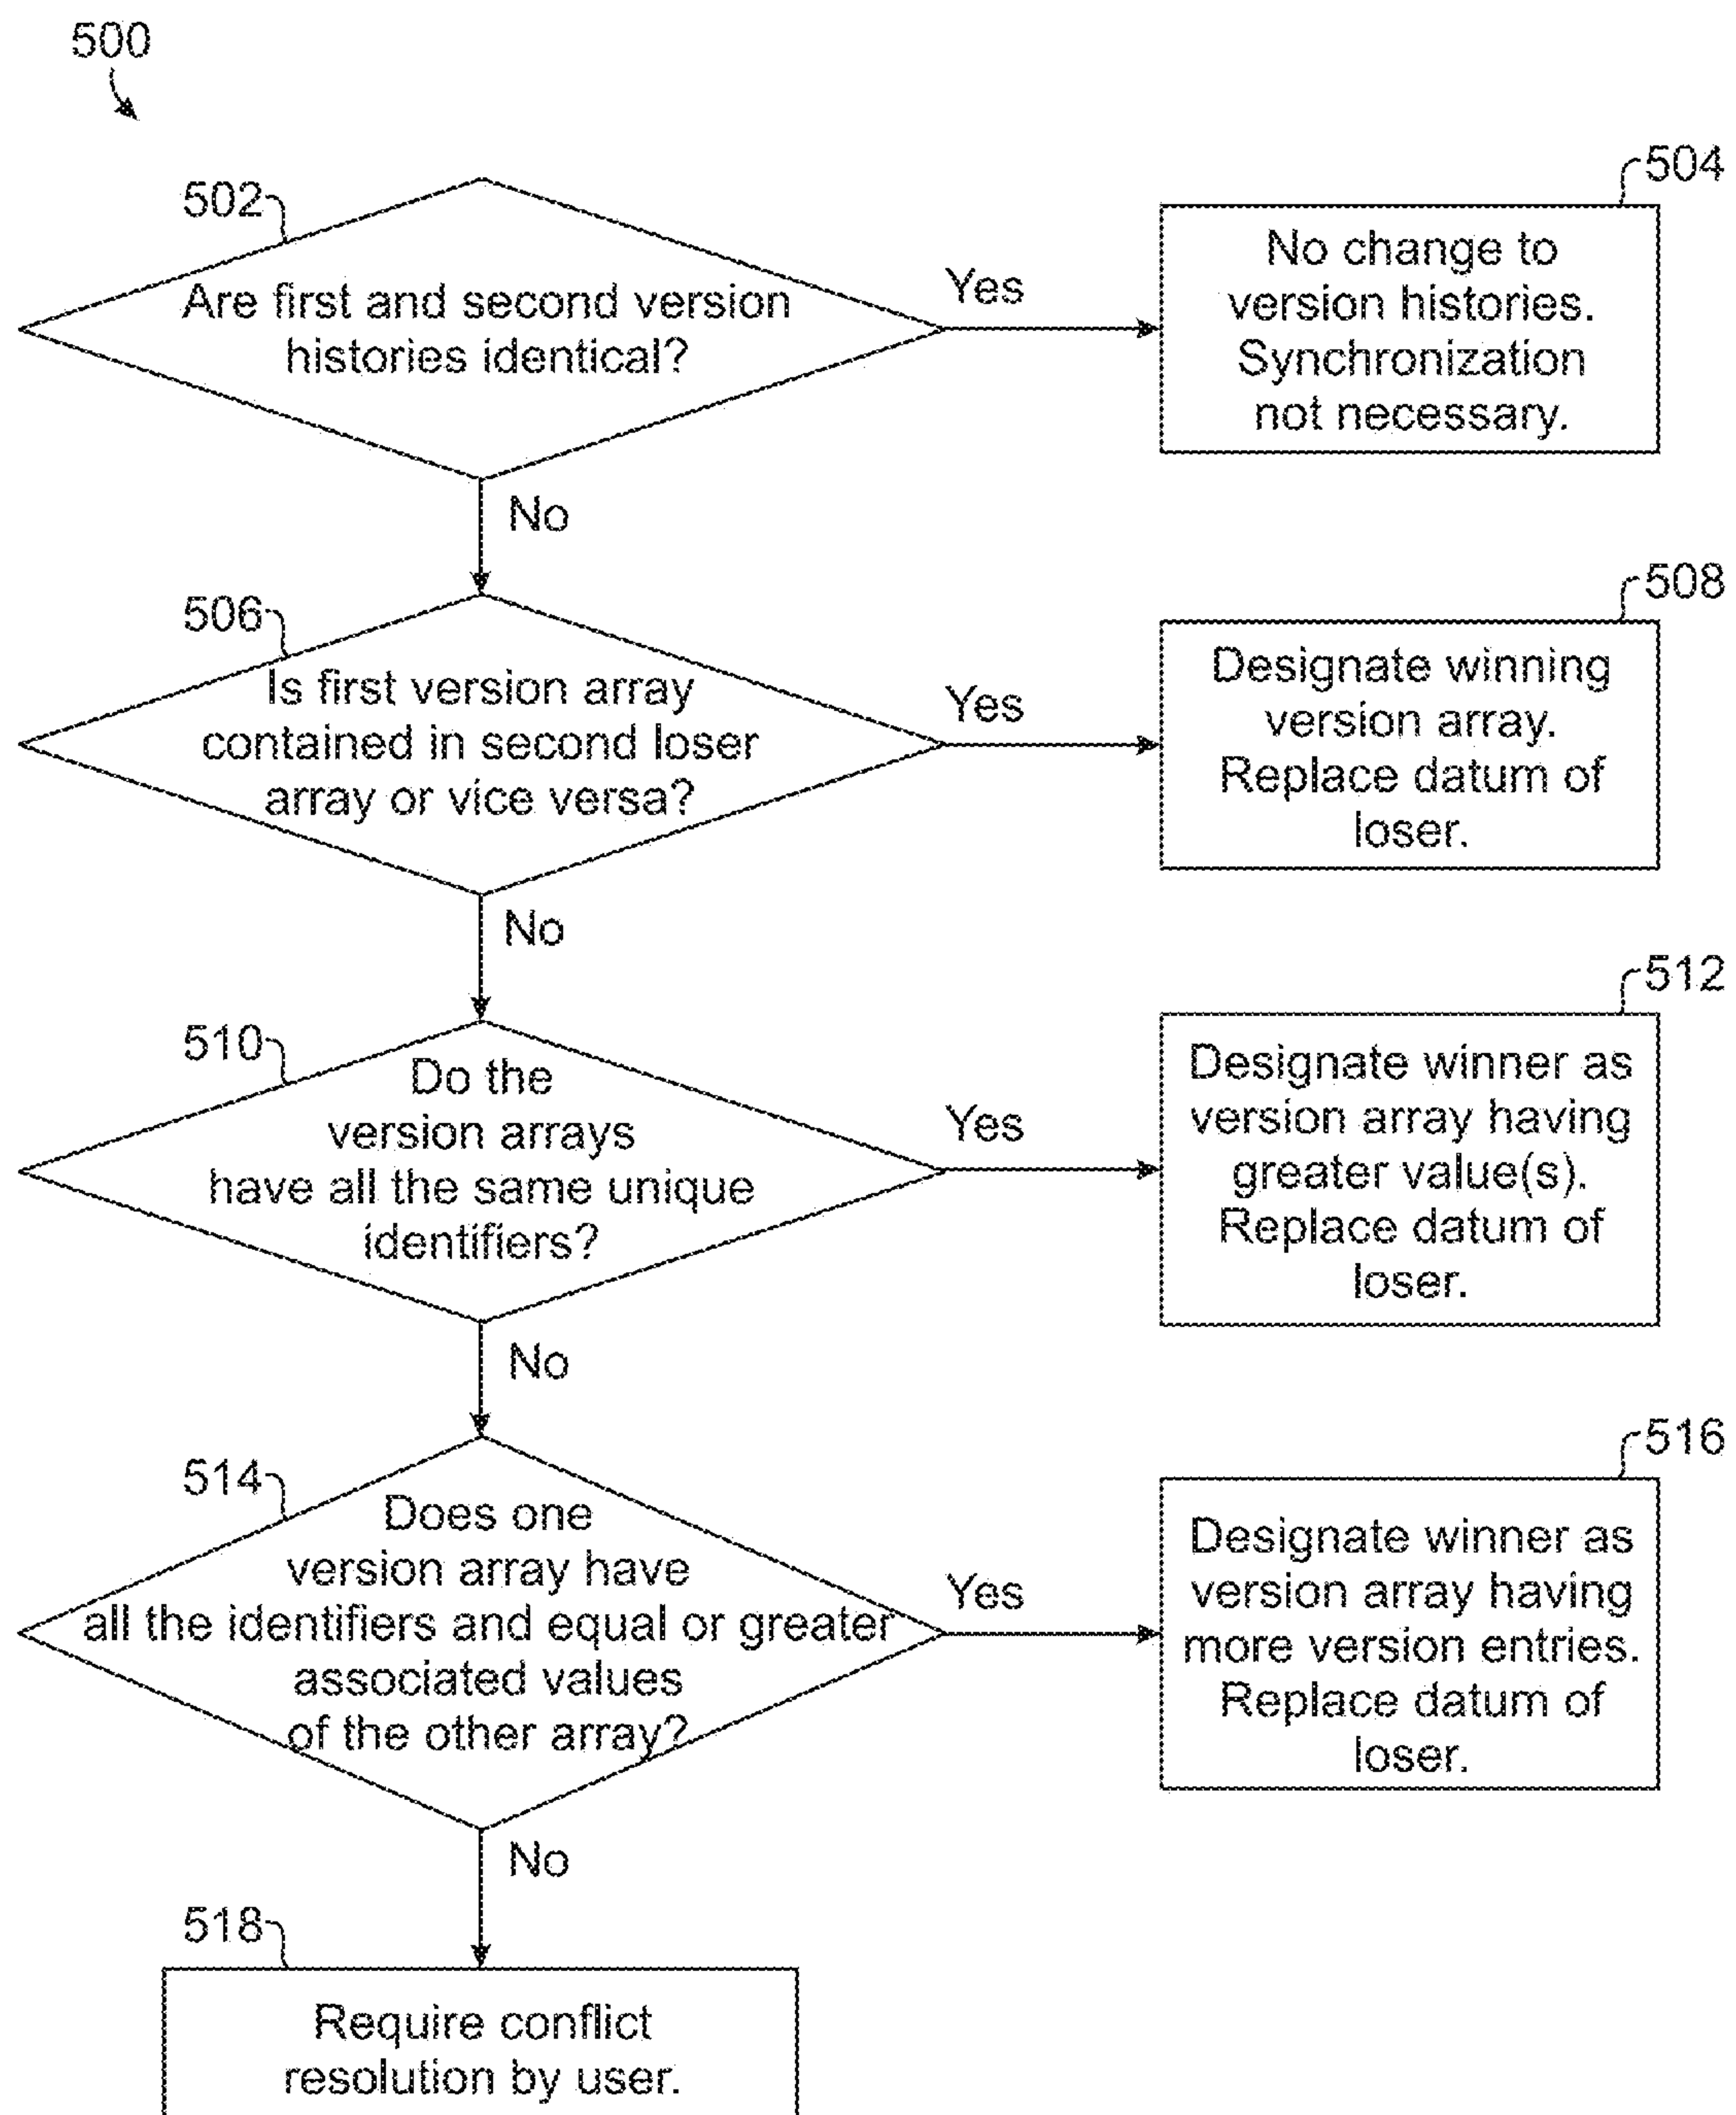 500
502
Are first and second version
histories identical?
Yes
504
No change to
version histories.
Synchronization
not necessary.
No
506
Is first version array
contained in second loser
array or vice versa?
Yes
508
Designate winning
version array.
Replace datum of
loser.
No
510
Do the
version arrays
have all the same unique
identifiers?
Yes
512
Designate winner as
version array having
greater value(s).
Replace datum of
loser.
No
514
Does one
version array have
all the identifiers and equal or greater
associated values
of the other array?
Yes
516
Designate winner as
version array having
more version entries.
Replace datum of
loser.
No
518
Require conflict
resolution by user.